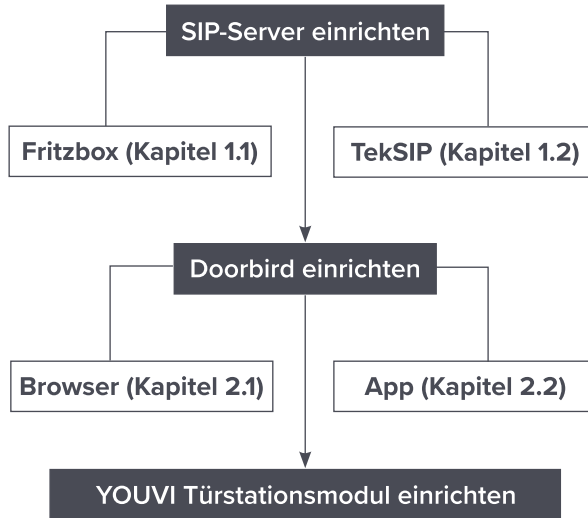 SIP-Server einrichten
Fritzbox (Kapitel 1.1)
TekSIP (Kapitel 1.2)
Doorbird einrichten
Browser (Kapitel 2.1)
App (Kapitel 2.2)
YOUVI Türstationsmodul einrichten